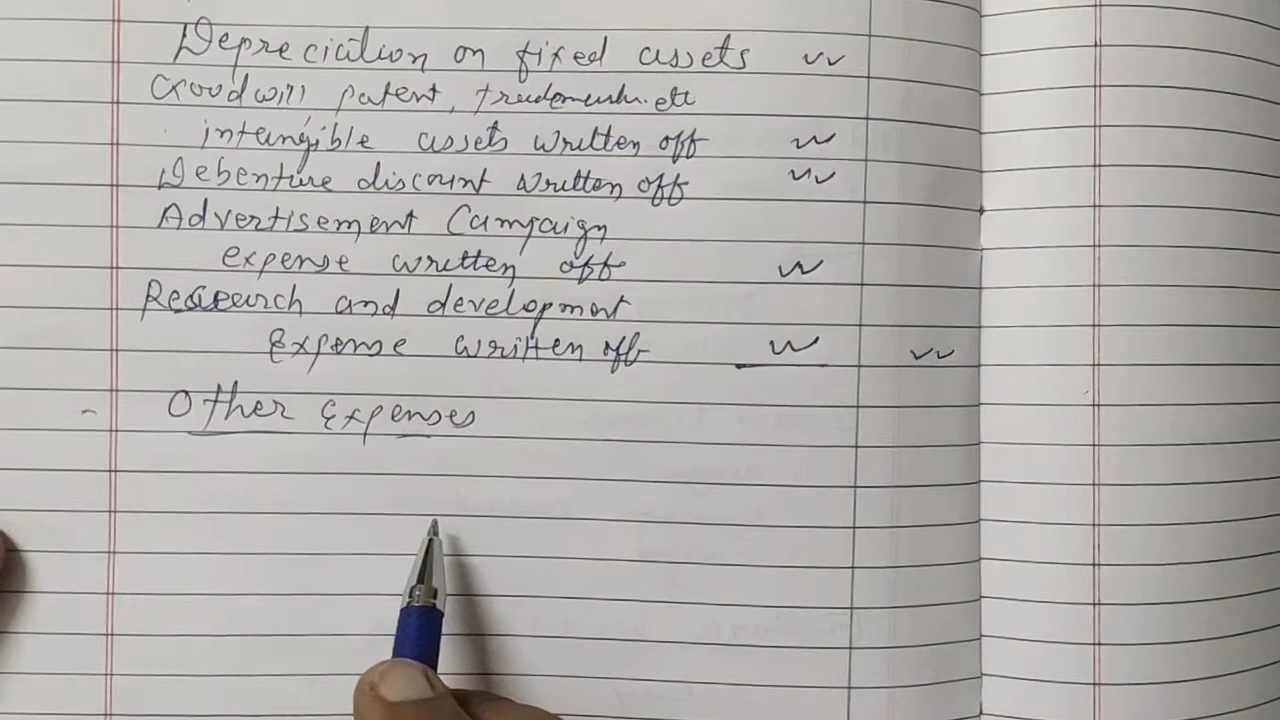 Depreciation on fixed assets ✓✓
Goodwill patent, trademark. etc
intangible assets written off ✓✓
Debenture discount written off ✓✓
Advertisement Campaign
expense written off ✓✓
Research and development
Expense written off ✓✓ ✓✓
- Other Expenses